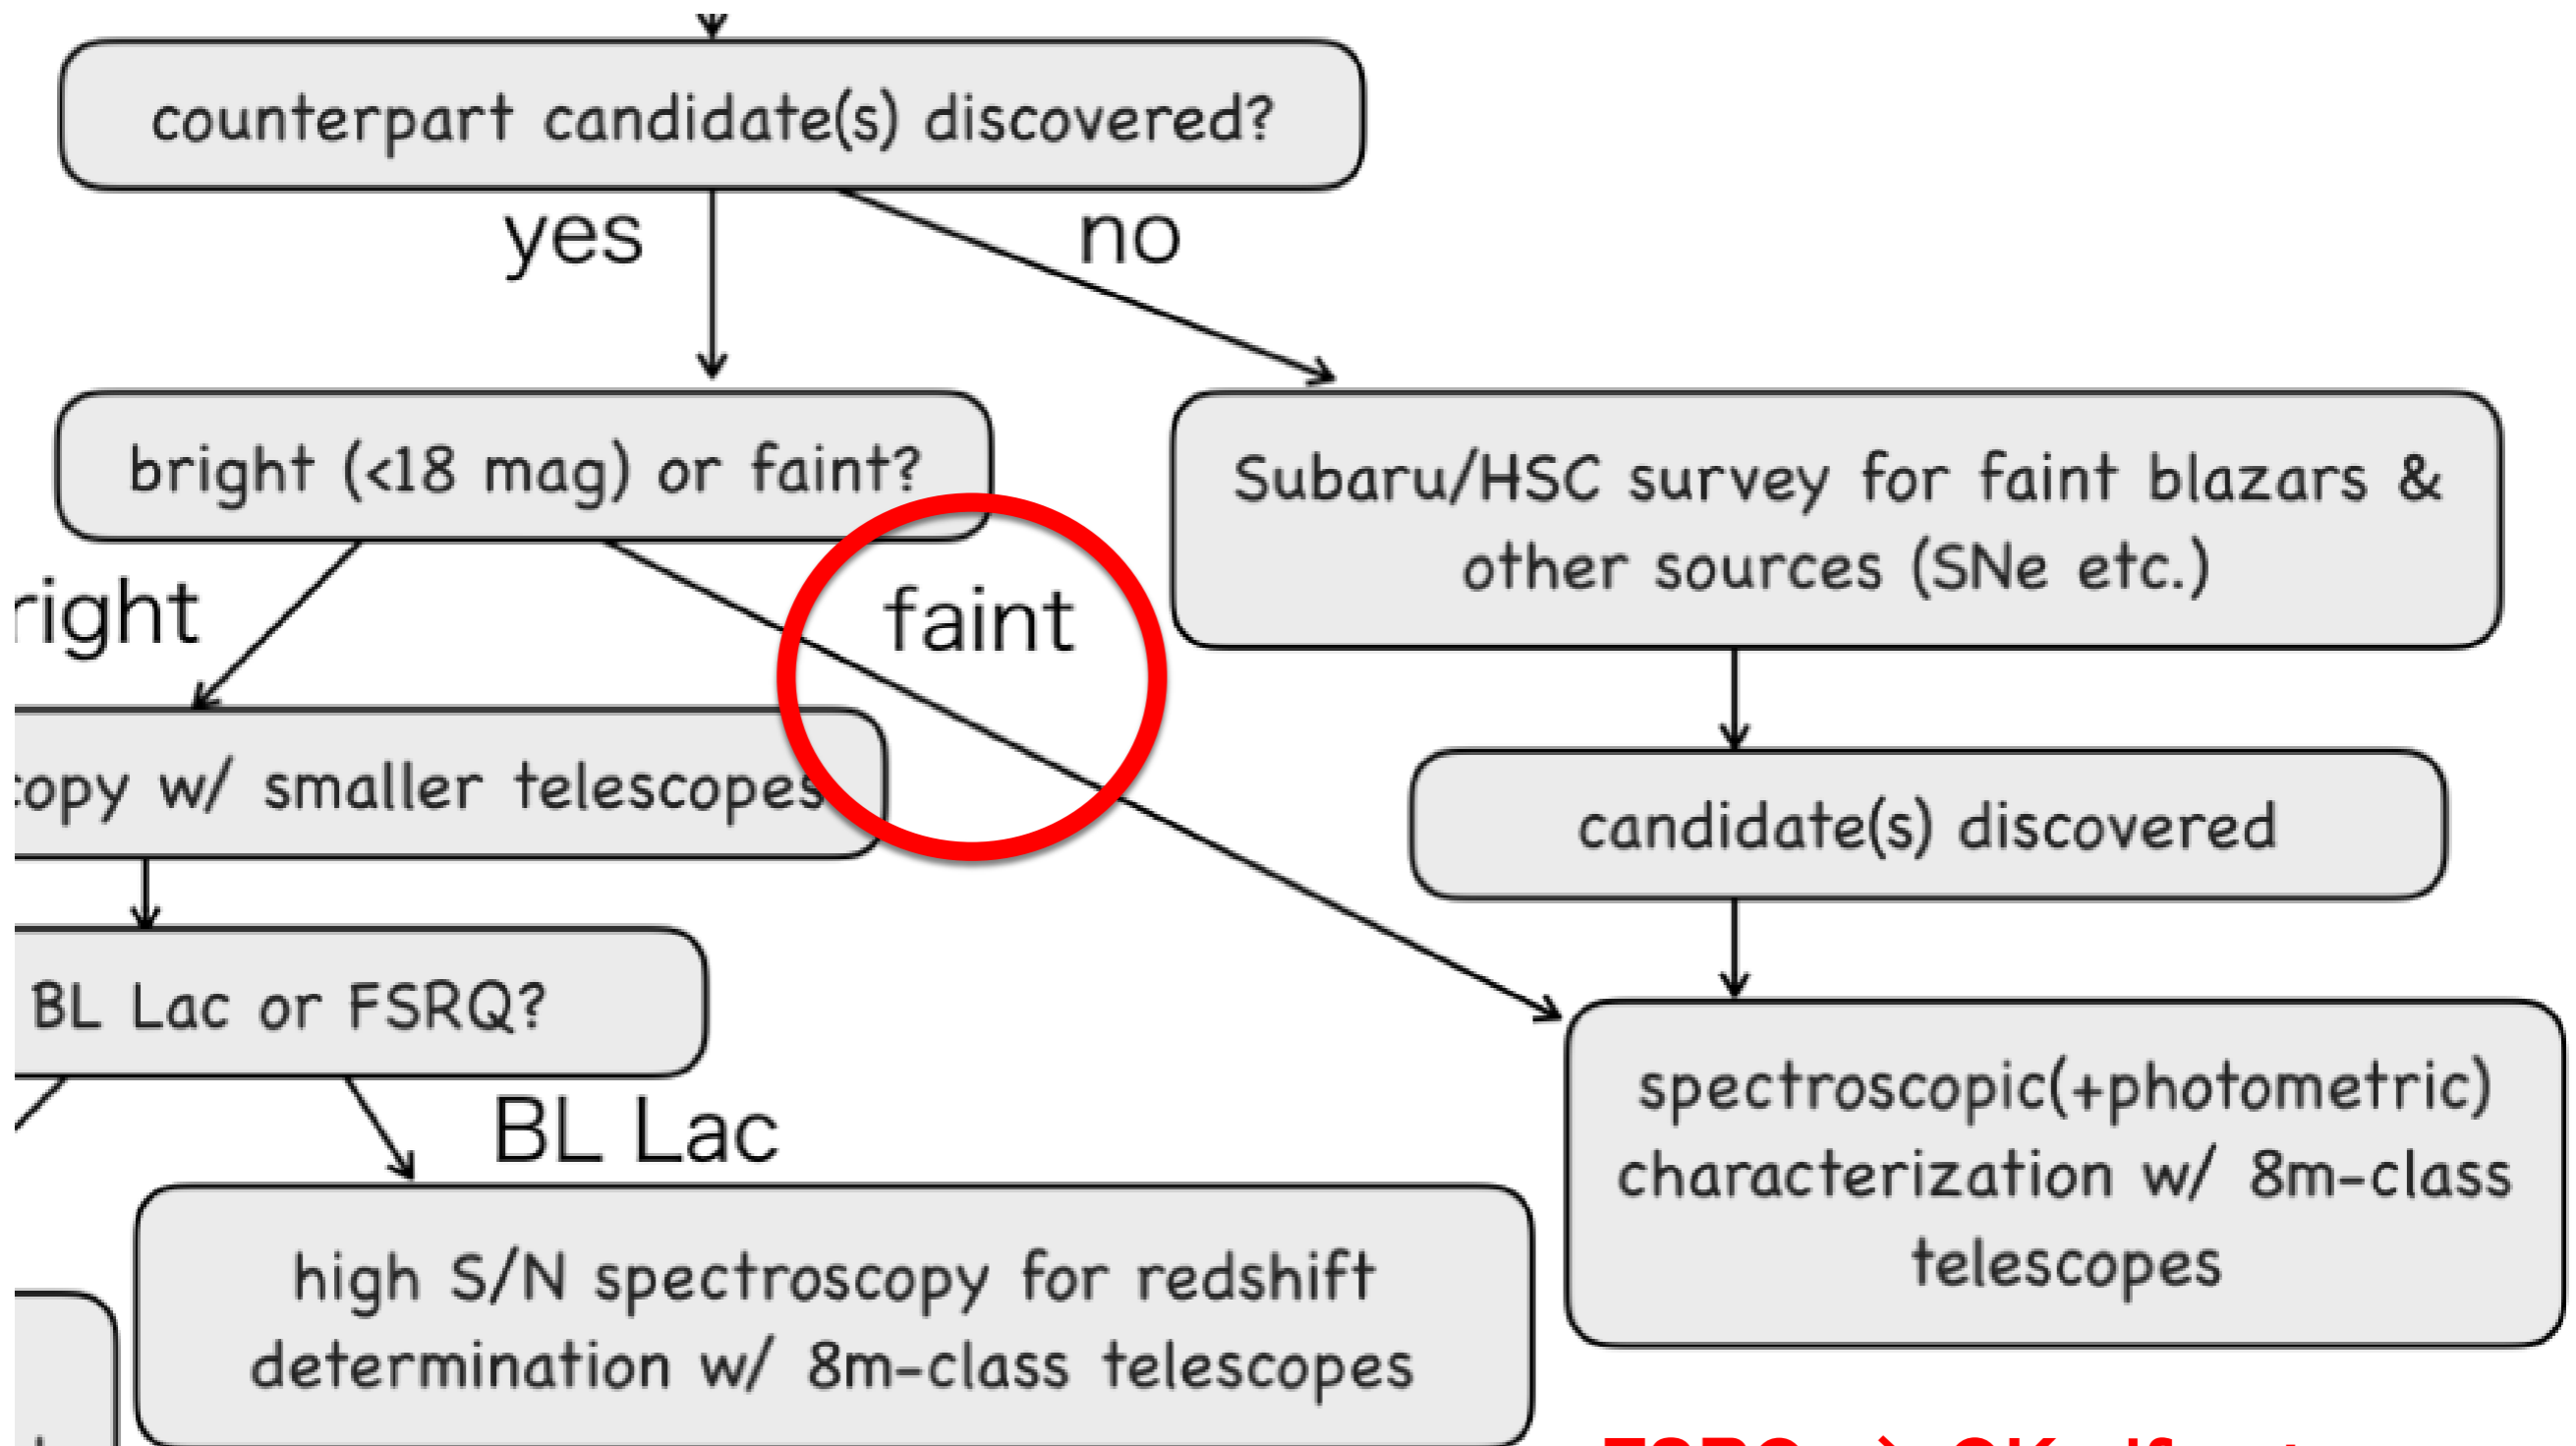 counterpart candidate(s) discovered?
yes
no
bright (<18 mag) or faint?
Subaru/HSC survey for faint blazars &
other sources (SNe etc.)
right
faint
copy w/ smaller telescopes
candidate(s) discovered
BL Lac or FSRQ?
BL Lac
spectroscopic(+photometric)
characterization w/ 8m-class
telescopes
high S/N spectroscopy for redshift
determination w/ 8m-class telescopes